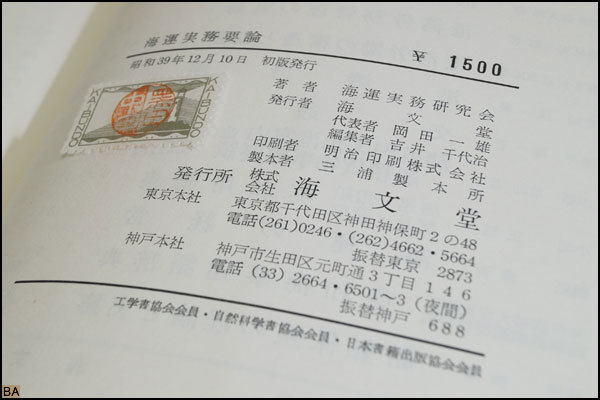 海運実務要論
¥ 1500
昭和39年12月10日 初版発行
著者 海運実務研究会
発行者 海文堂
代表者 岡田一雄
編集者 吉井千代治
印刷者 明治印刷株式会社
製本者 三浦製本所
発行所 株式会社 海文堂
東京本社 東京都千代田区神田神保町2の48
電話(261)0246・(262)4662・5664
振替東京 2873
神戸本社 神戸市生田区元町通3丁目146
電話 (33) 2664・6501~3 (夜間)
振替神戸 688
工学書協会会員・自然科学書協会会員・日本書籍出版協会会員
KAIBUNDO
KAIBUNDO
BA